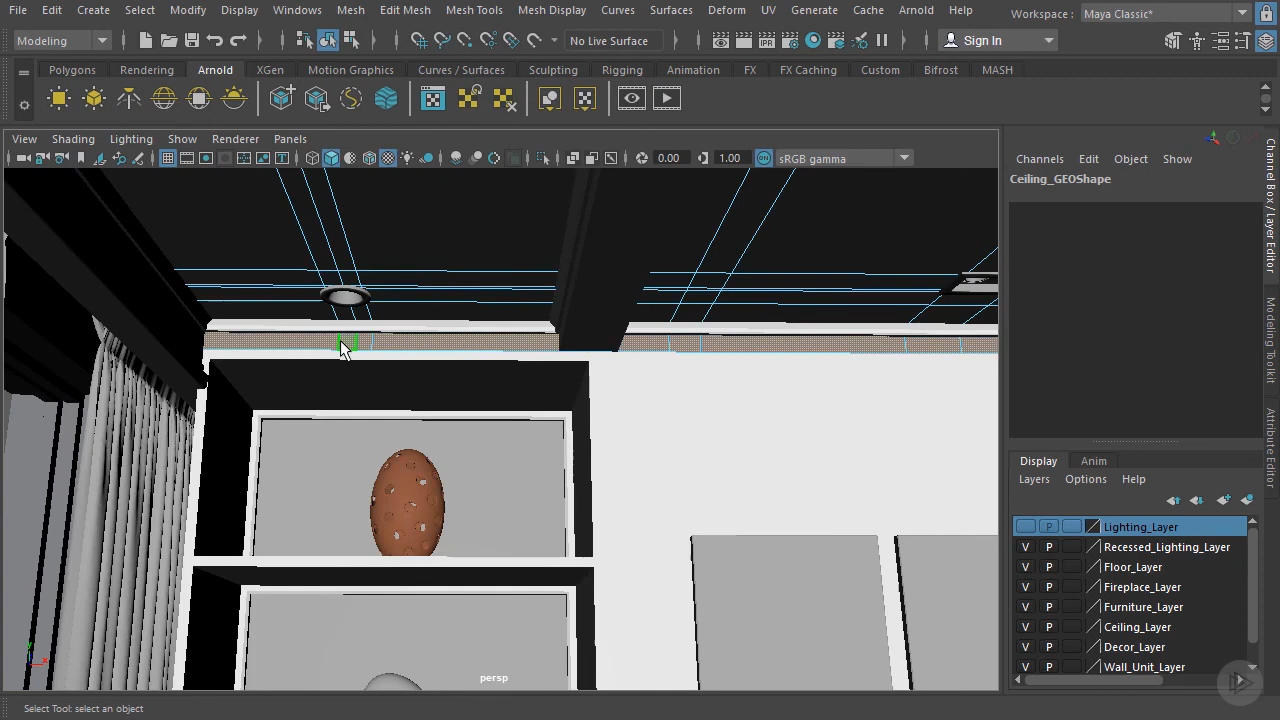 File Edit Create Select Modify Display Windows Mesh Edit Mesh Mesh Tools Mesh Display Curves Surfaces Deform UV Generate Cache Arnold Help Workspace : Maya Classic*
Modeling No Live Surface Sign In
Polygons Rendering Arnold XGen Motion Graphics Curves / Surfaces Sculpting Rigging Animation FX FX Caching Custom Bifrost MASH
View Shading Lighting Show Renderer Panels
0.00 1.00 ON sRGB gamma
Channels Edit Object Show
Ceiling_GEOShape
Channel Box / Layer Editor
Modeling Toolkit
Attribute Editor
Display Anim
Layers Options Help
P Lighting_Layer
V P Recessed_Lighting_Layer
V P Floor_Layer
V P Fireplace_Layer
V P Furniture_Layer
V P Ceiling_Layer
V P Decor_Layer
V P Wall_Unit_Layer
persp
Select Tool: select an object